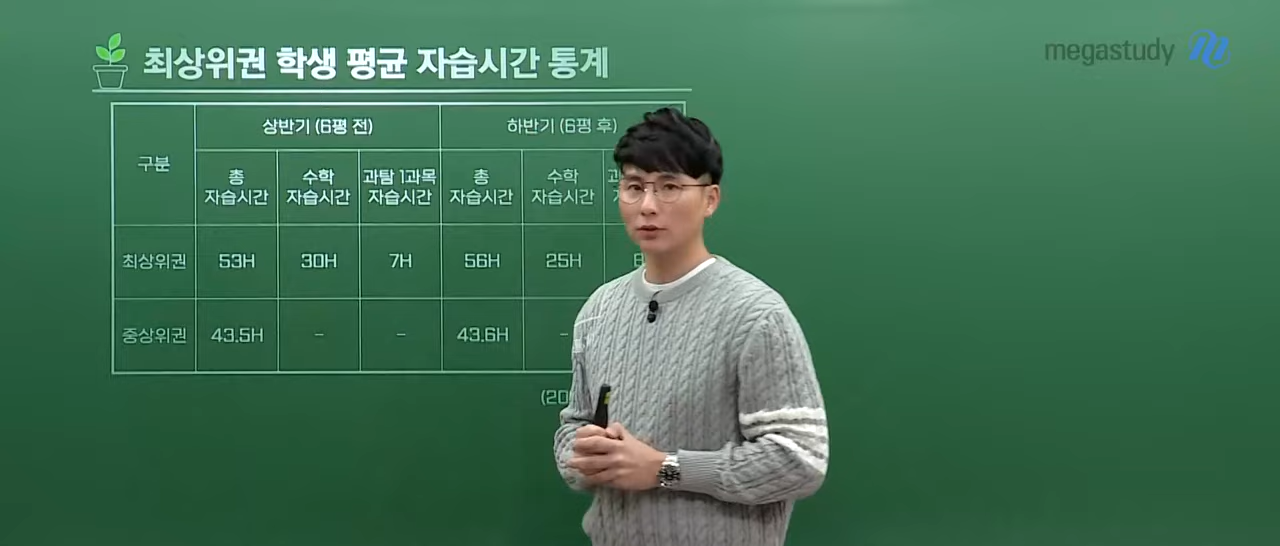 최상위권 학생 평균 자습시간 통계
megastudy
구분
상반기 (6평 전)
하반기 (6평 후)
총
자습시간
수학
자습시간
과탐 1과목
자습시간
총
자습시간
수학
자습시간
최상위권 53H 30H 7H 56H 25H
중상위권 43.5H - - 43.6H -